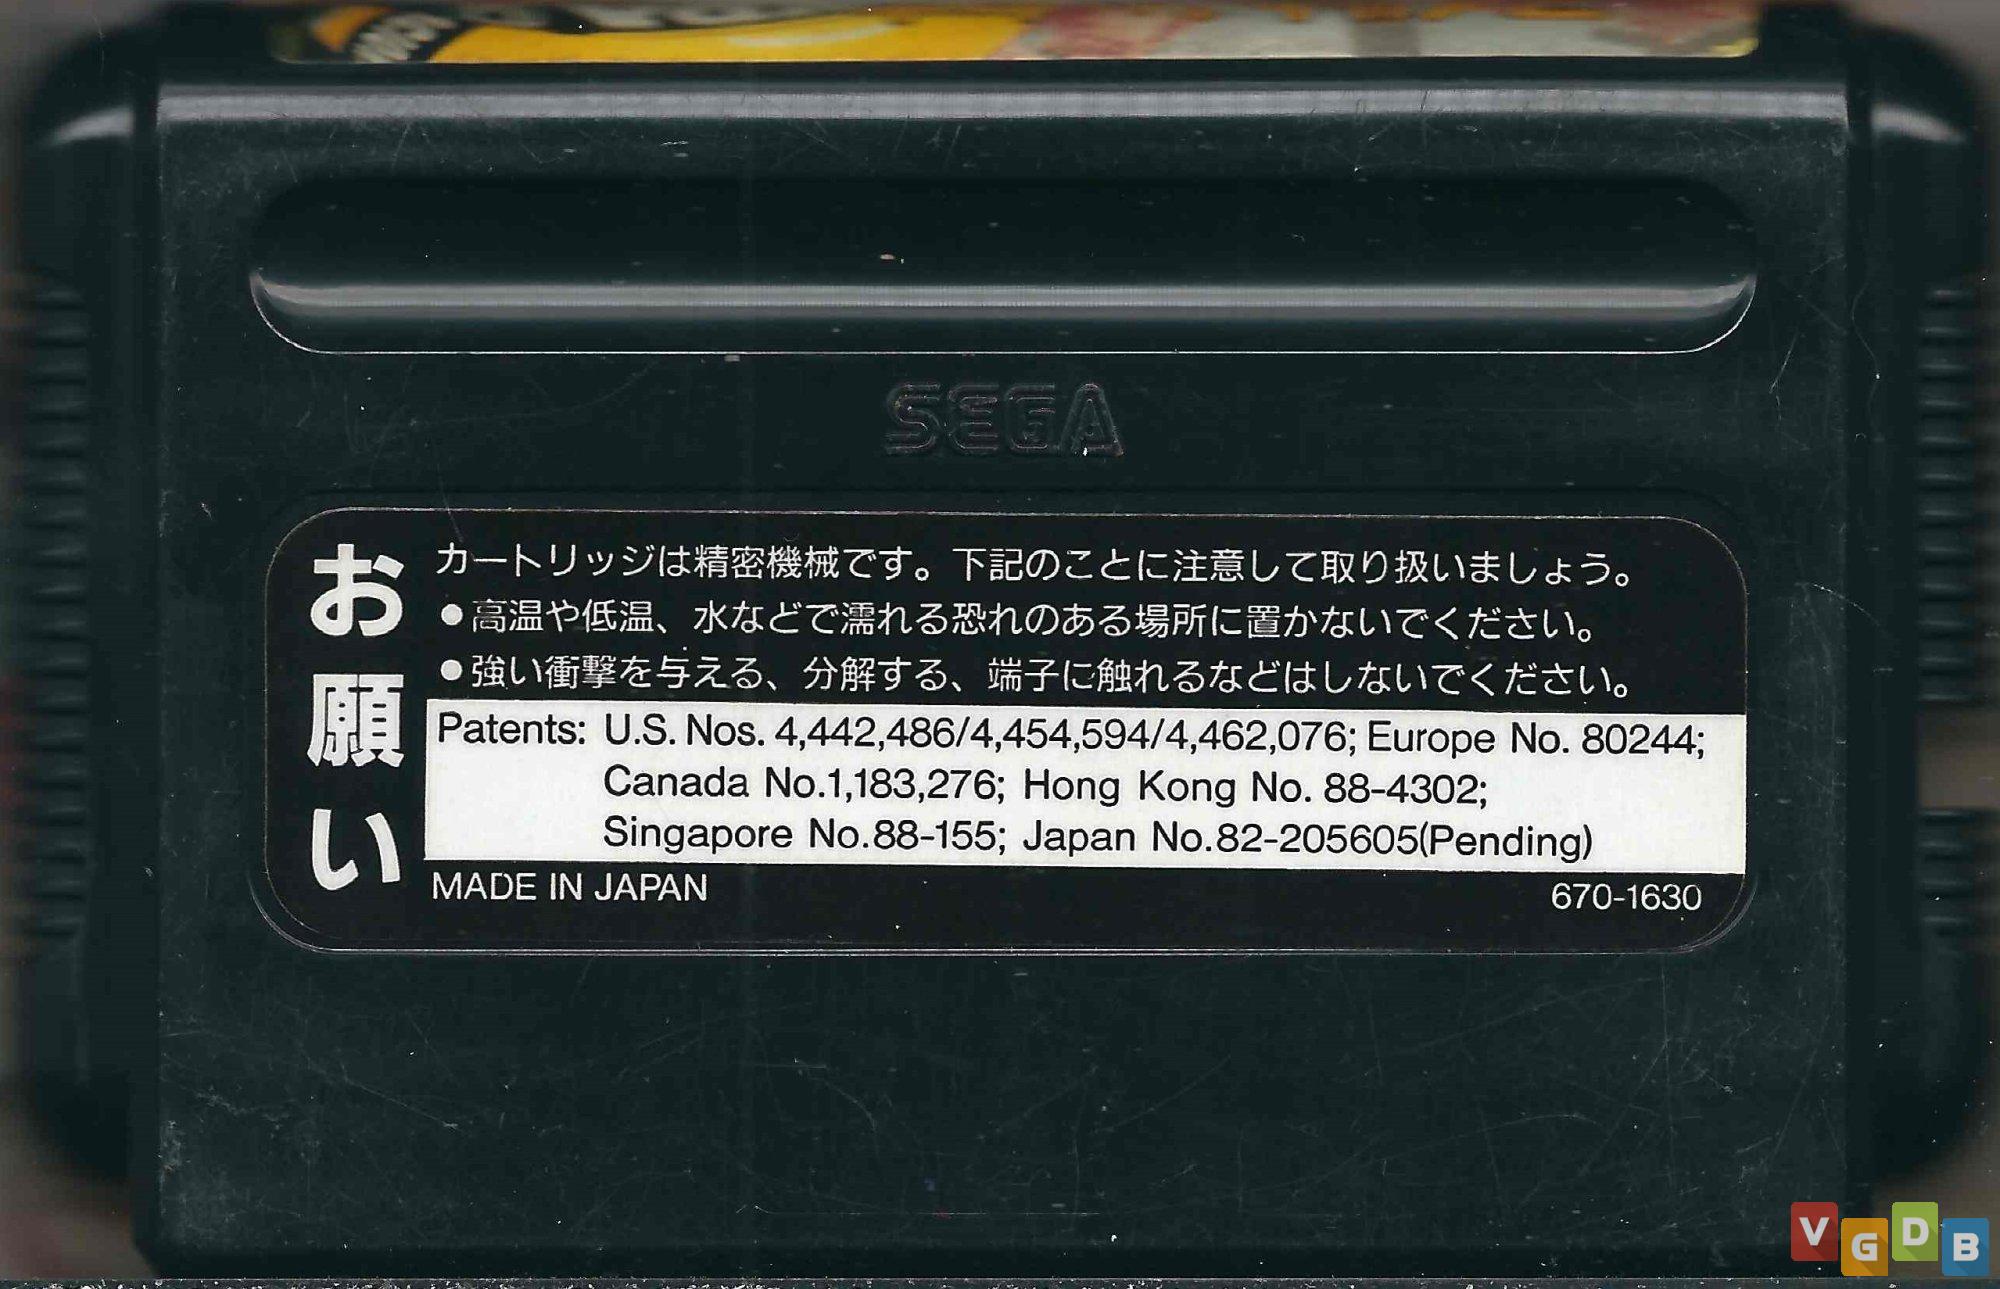 SEGA
お願い
カートリッジは精密機械です。下記のことに注意して取り扱いましょう。
●高温や低温、水などで濡れる恐れのある場所に置かないでください。
●強い衝撃を与える、分解する、端子に触れるなどはしないでください。
Patents: U.S. Nos. 4,442,486/4,454,594/4,462,076; Europe No. 80244;
Canada No.1,183,276; Hong Kong No. 88-4302;
Singapore No.88-155; Japan No.82-205605(Pending)
MADE IN JAPAN
670-1630
VGDB